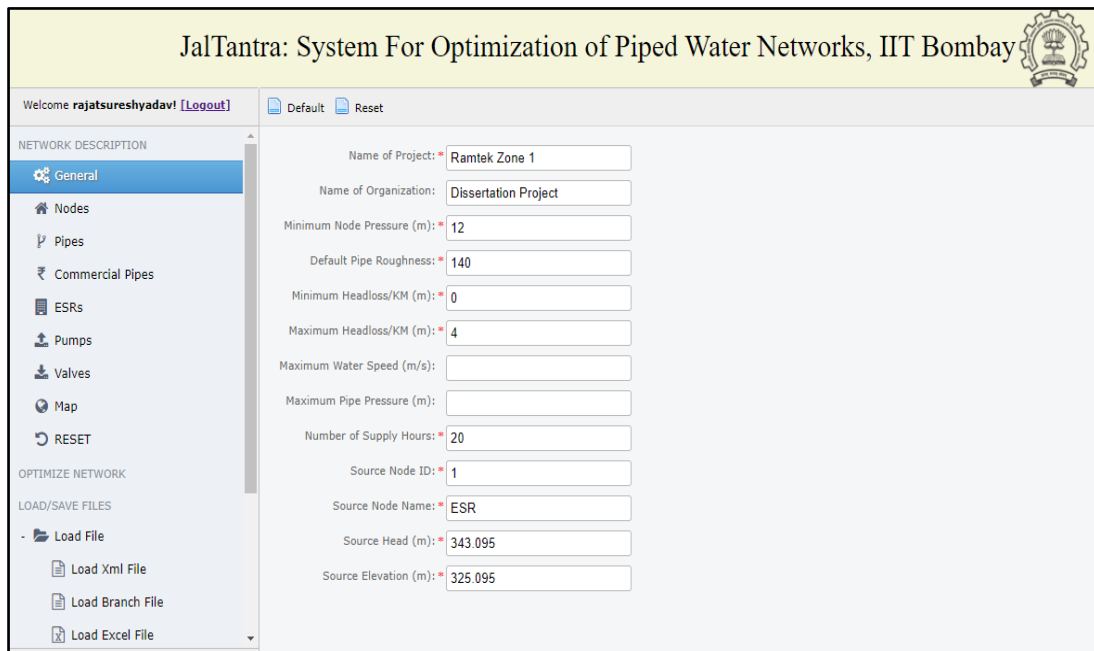 JalTantra: System For Optimization of Piped Water Networks, IIT Bombay
Welcome rajatsureshyadav! [Logout]
Default Reset
NETWORK DESCRIPTION
General
Nodes
Pipes
₹ Commercial Pipes
ESRs
Pumps
Valves
Map
RESET
OPTIMIZE NETWORK
LOAD/SAVE FILES
- Load File
Load Xml File
Load Branch File
Load Excel File
Name of Project: * Ramtek Zone 1
Name of Organization: Dissertation Project
Minimum Node Pressure (m): * 12
Default Pipe Roughness: * 140
Minimum Headloss/KM (m): * 0
Maximum Headloss/KM (m): * 4
Maximum Water Speed (m/s):
Maximum Pipe Pressure (m):
Number of Supply Hours: * 20
Source Node ID: * 1
Source Node Name: * ESR
Source Head (m): * 343.095
Source Elevation (m): * 325.095